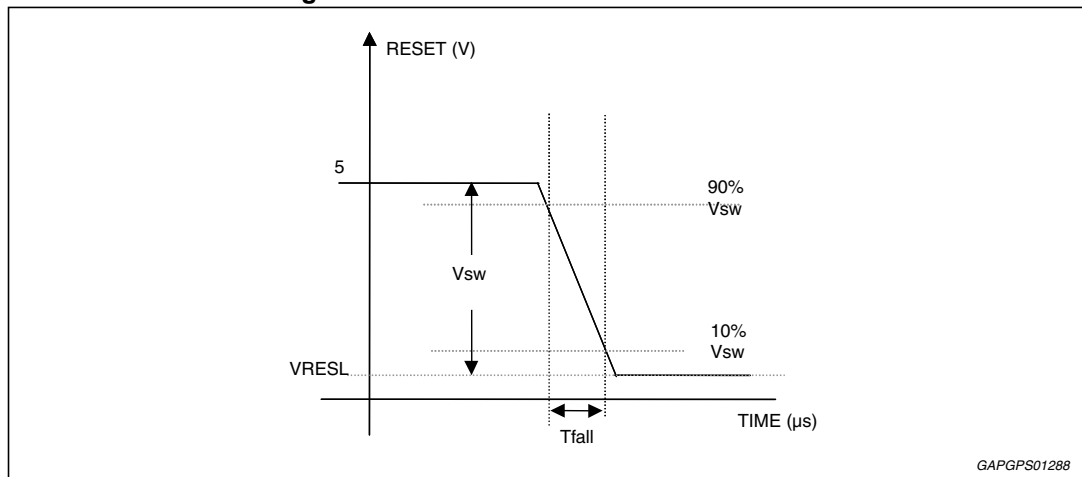 RESET (V)
5
90%
Vsw
Vsw
10%
Vsw
VRESL
TIME (µs)
Tfall
GAPGPS01288